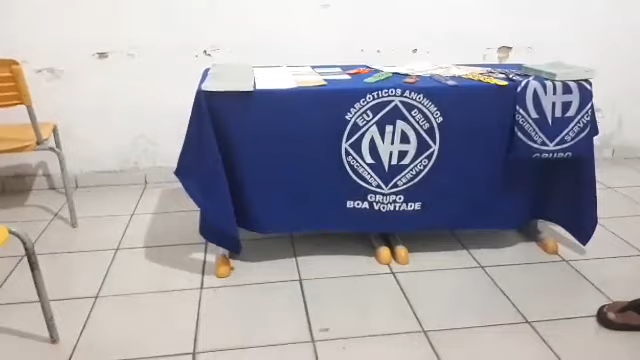 NARCÓTICOS ANÔNIMOS
EU
DEUS
NA
SOCIEDADE
SERVIÇO
GRUPO
BOA VONTADE
NA
SOCIEDADE
SERVIÇO
GRUPO